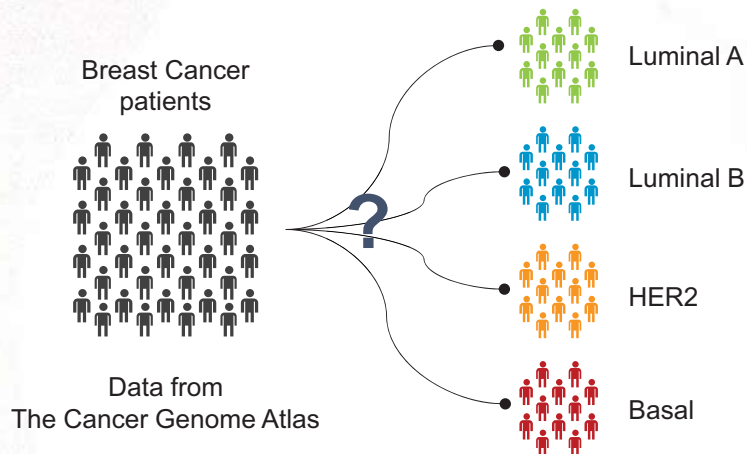 Breast Cancer
patients
Data from
The Cancer Genome Atlas
?
Luminal A
Luminal B
HER2
Basal